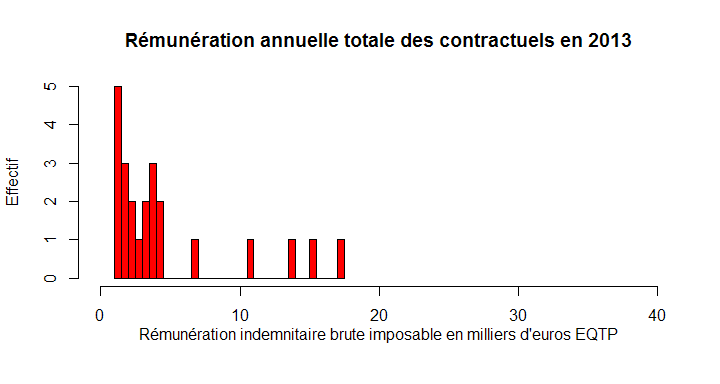 Rémunération annuelle totale des contractuels en 2013
Effectif
5
4
3
2
1
0
0 10 20 30 40
Rémunération indemnitaire brute imposable en milliers d'euros EQTP